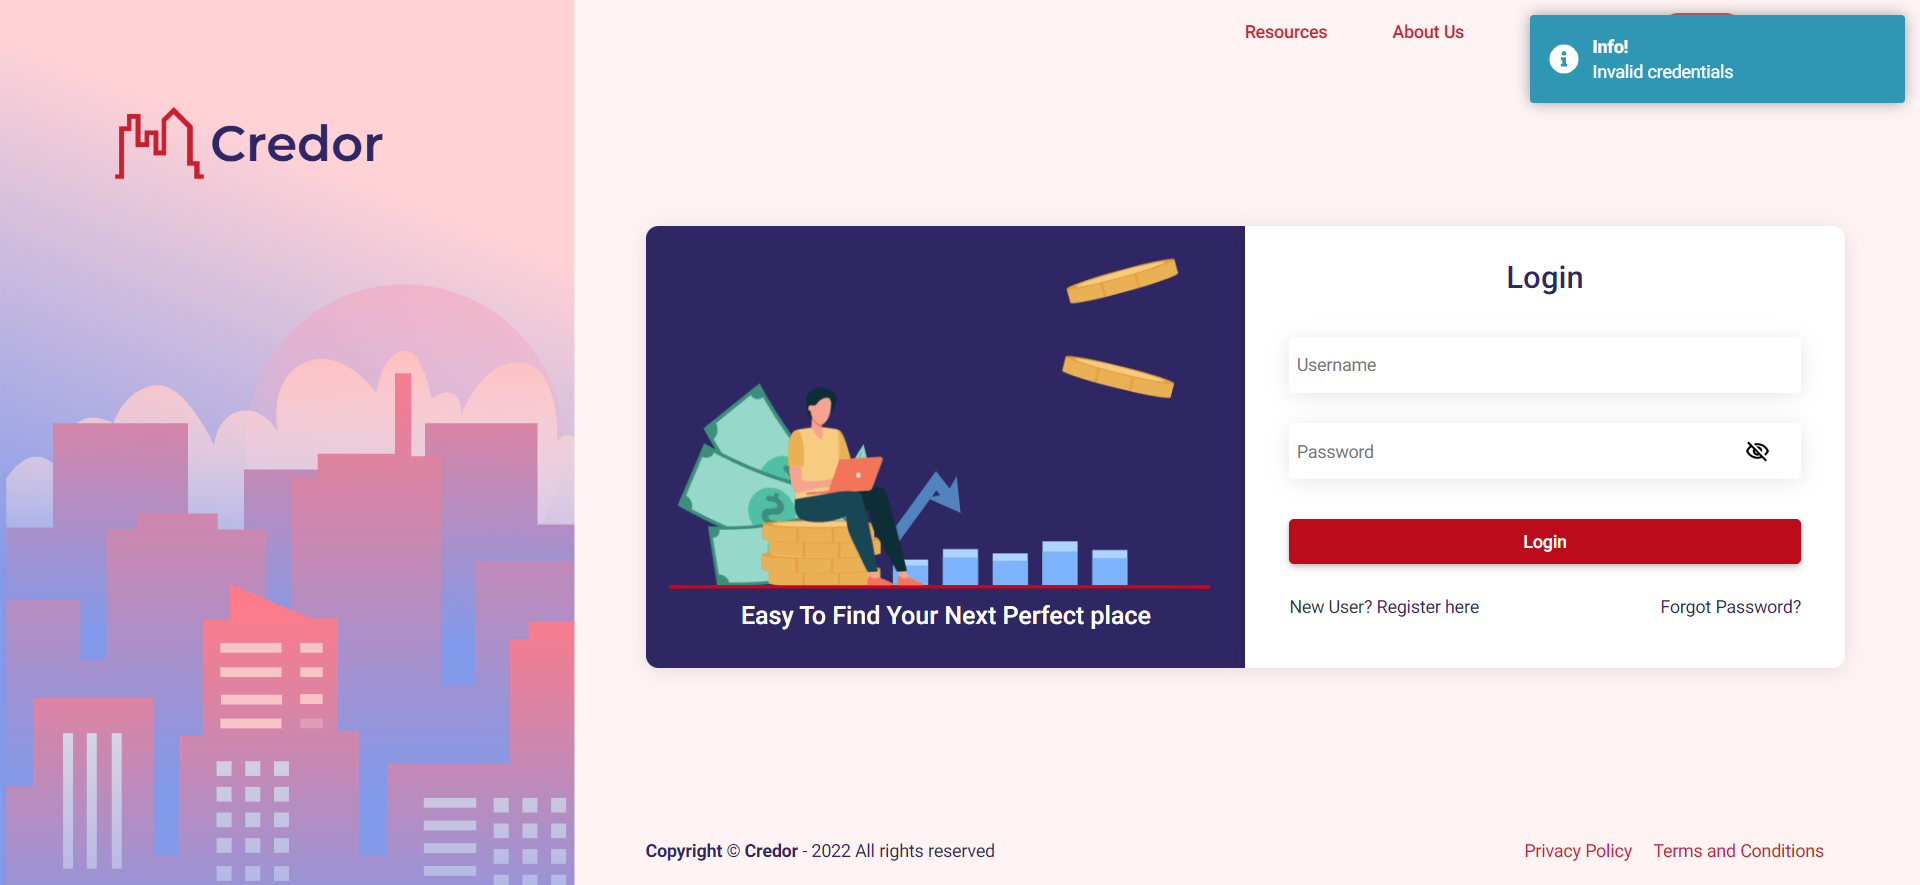 Credor
Resources
About Us
Info!
Invalid credentials
Easy To Find Your Next Perfect place
Login
Username
Password
Login
New User? Register here
Forgot Password?
Copyright © Credor - 2022 All rights reserved
Privacy Policy
Terms and Conditions